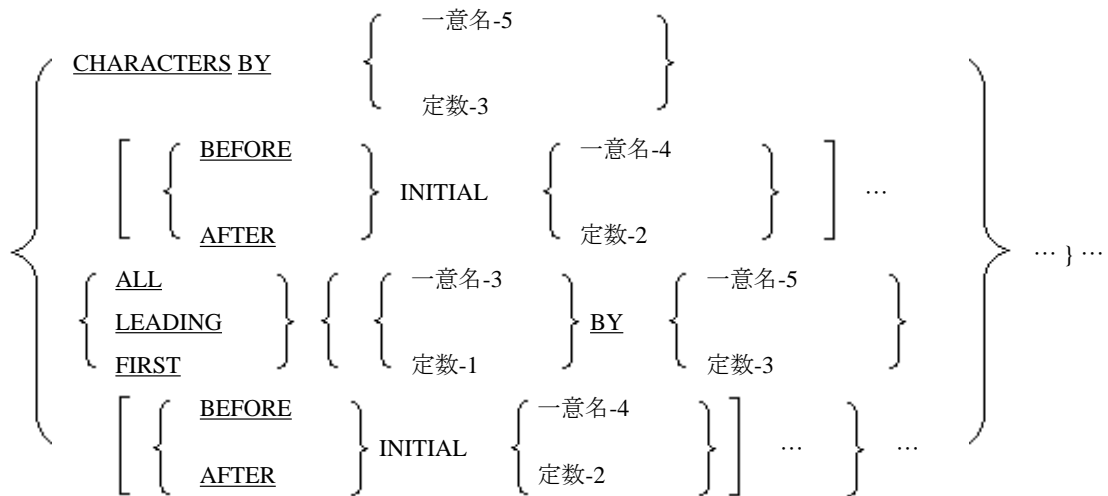 一意名-5
CHARACTERS BY
定数-3
BEFORE 一意名-4
INITIAL …
AFTER 定数-2
… } …
ALL 一意名-3 一意名-5
LEADING BY
FIRST 定数-1 定数-3
BEFORE 一意名-4
INITIAL … …
AFTER 定数-2